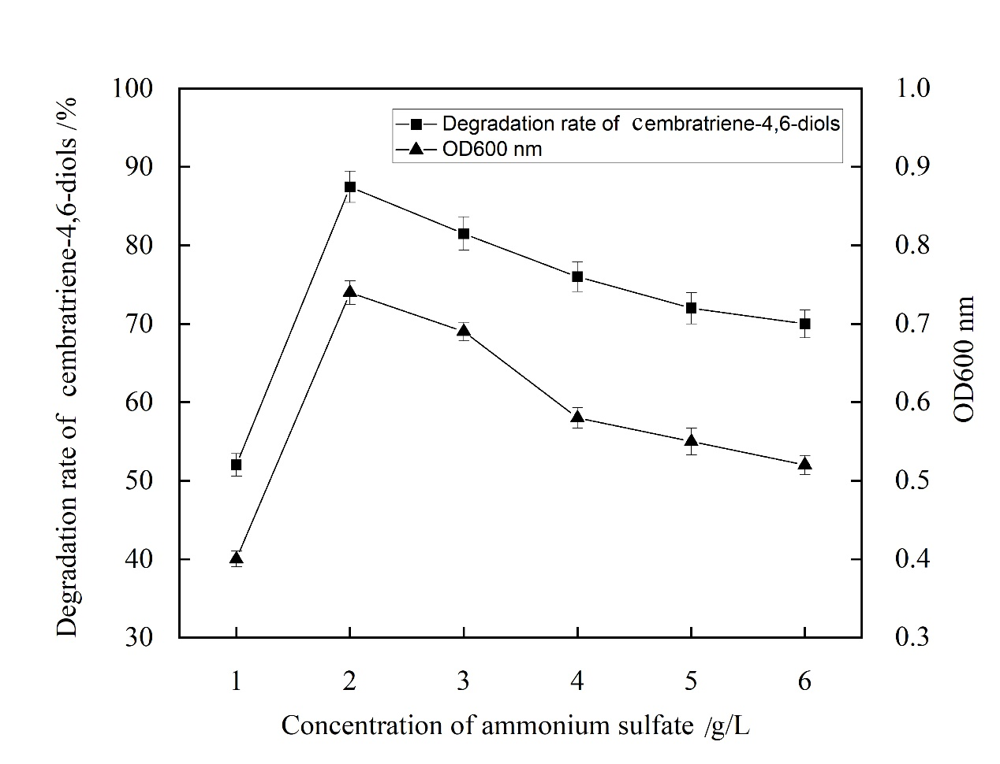 Degradation rate of cembratriene-4,6-diols /%
100
90
80
70
60
50
40
30
Degradation rate of cembratriene-4,6-diols
OD600 nm
1.0
0.9
0.8
0.7
0.6
0.5
0.4
0.3
OD600 nm
1 2 3 4 5 6
Concentration of ammonium sulfate /g/L